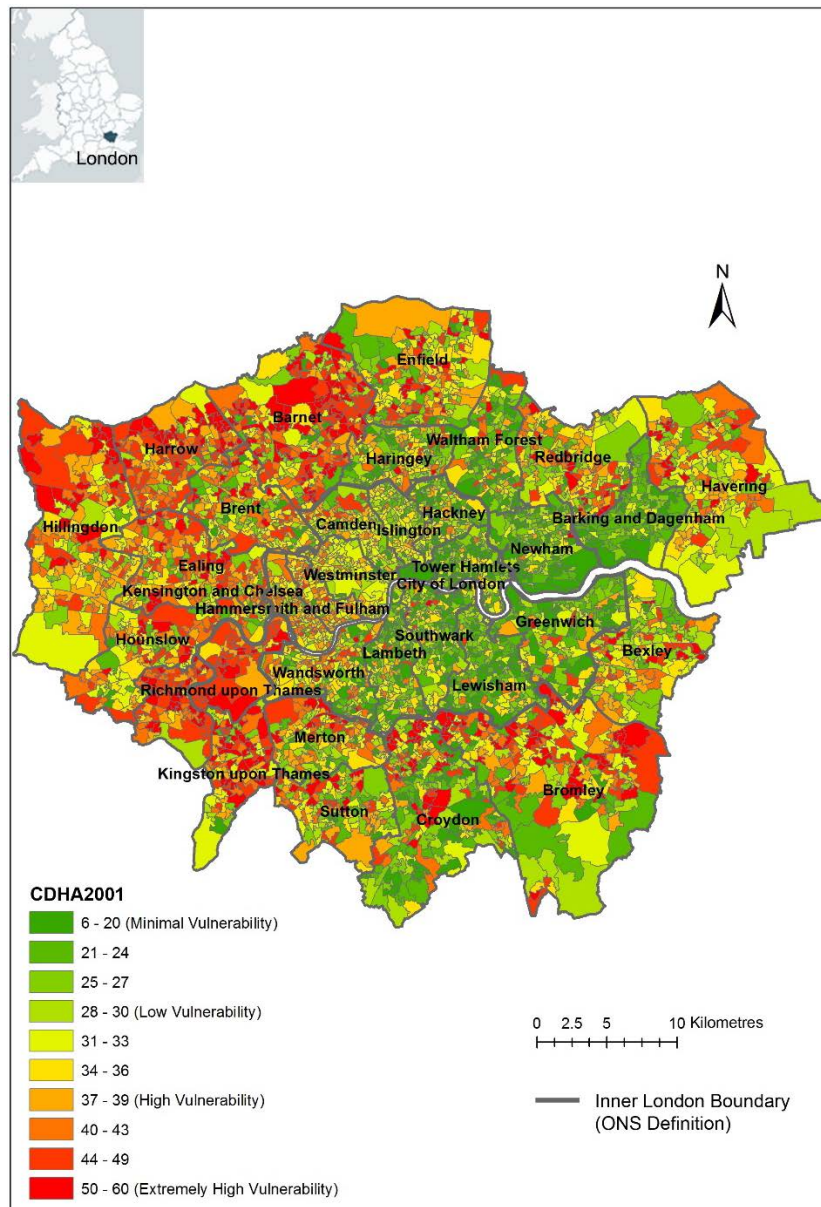 London
N
Enfield
Barnet
Harrow
Waltham Forest
Haringey
Redbridge
Havering
Brent
Hillingdon
Camden
Hackney
Islington
Barking and Dagenham
Newham
Ealing
Westminster
Tower Hamlets
City of London
Kensington and Chelsea
Hammersmith and Fulham
Greenwich
Hounslow
Southwark
Lambeth
Bexley
Wandsworth
Lewisham
Richmond upon Thames
Merton
Kingston upon Thames
Bromley
Sutton
Croydon
CDHA2001
6 - 20 (Minimal Vulnerability)
21 - 24
25 - 27
28 - 30 (Low Vulnerability)
31 - 33
34 - 36
37 - 39 (High Vulnerability)
40 - 43
44 - 49
50 - 60 (Extremely High Vulnerability)
0 2.5 5 10 Kilometres
Inner London Boundary
(ONS Definition)